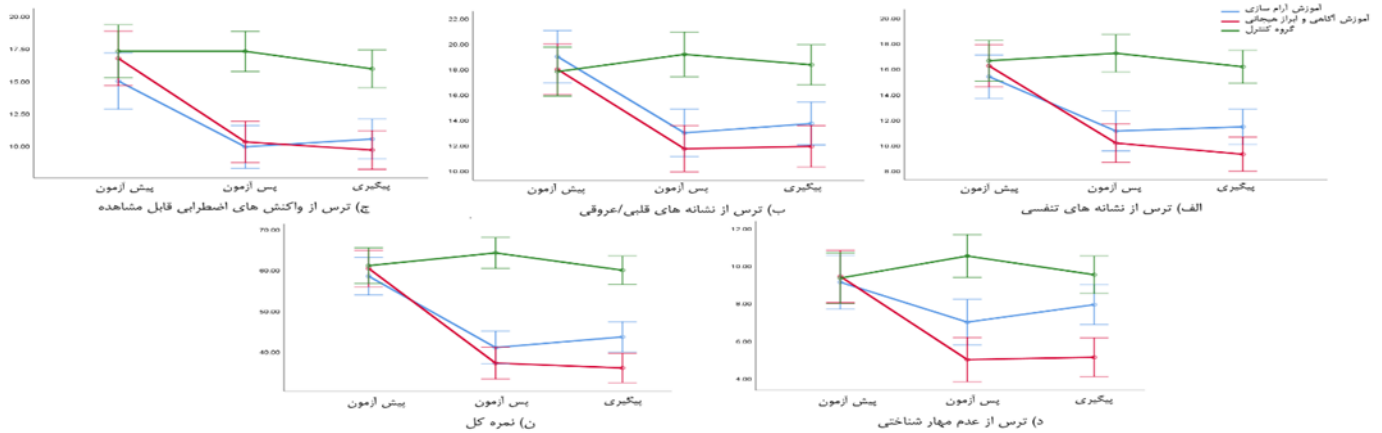 آموزش آرام سازی
آموزش آگاهی و ابراز هیجانی
گروه کنترل
18.00
16.00
14.00
12.00
10.00
8.00
پیش آزمون
پس آزمون
پیگیری
الف) ترس از نشانه های تنفسی
22.00
20.00
18.00
16.00
14.00
12.00
10.00
پیش آزمون
پس آزمون
پیگیری
ب) ترس از نشانه های قلبی/عروقی
20.00
17.50
15.00
12.50
10.00
پیش آزمون
پس آزمون
پیگیری
ج) ترس از واکنش های اضطرابی قابل مشاهده
12.00
10.00
8.00
6.00
4.00
پیش آزمون
پس آزمون
پیگیری
د) ترس از عدم مهار شناختی
70.00
60.00
50.00
40.00
پیش آزمون
پس آزمون
پیگیری
ن) نمره کل